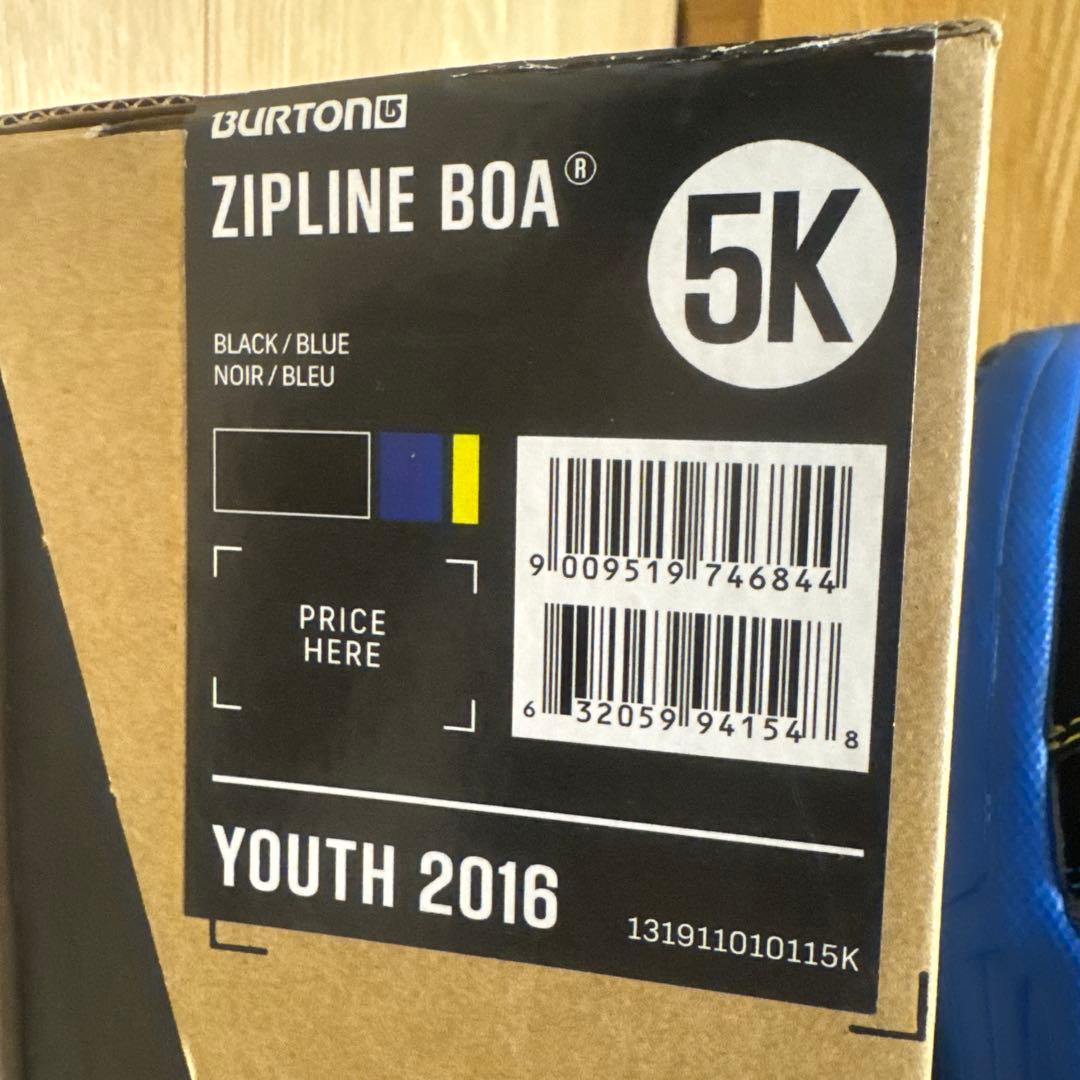 BURTON
ZIPLINE BOA®
5K
BLACK / BLUE
NOIR / BLEU
9 009519 746844
PRICE
HERE
6 32059 94154 8
YOUTH 2016
131911010115K